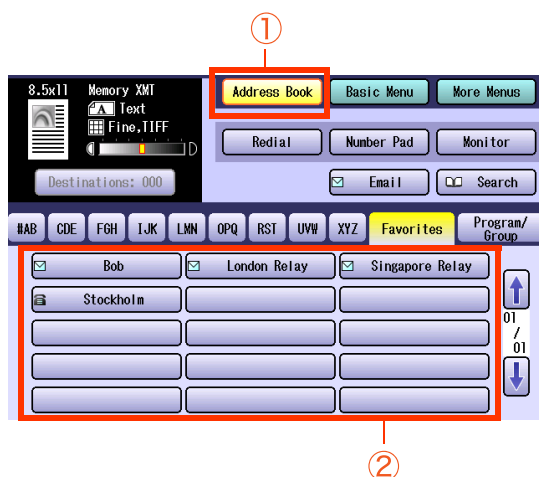 ①
8.5x11 Memory XMT
A Text
Fine,TIFF
D
Destinations: 000
Address Book Basic Menu More Menus
Redial Number Pad Monitor
Email Search
#AB CDE FGH IJK LMN OPQ RST UVW XYZ Favorites Program/
Group
Bob London Relay Singapore Relay
Stockholm
01
/
01
②